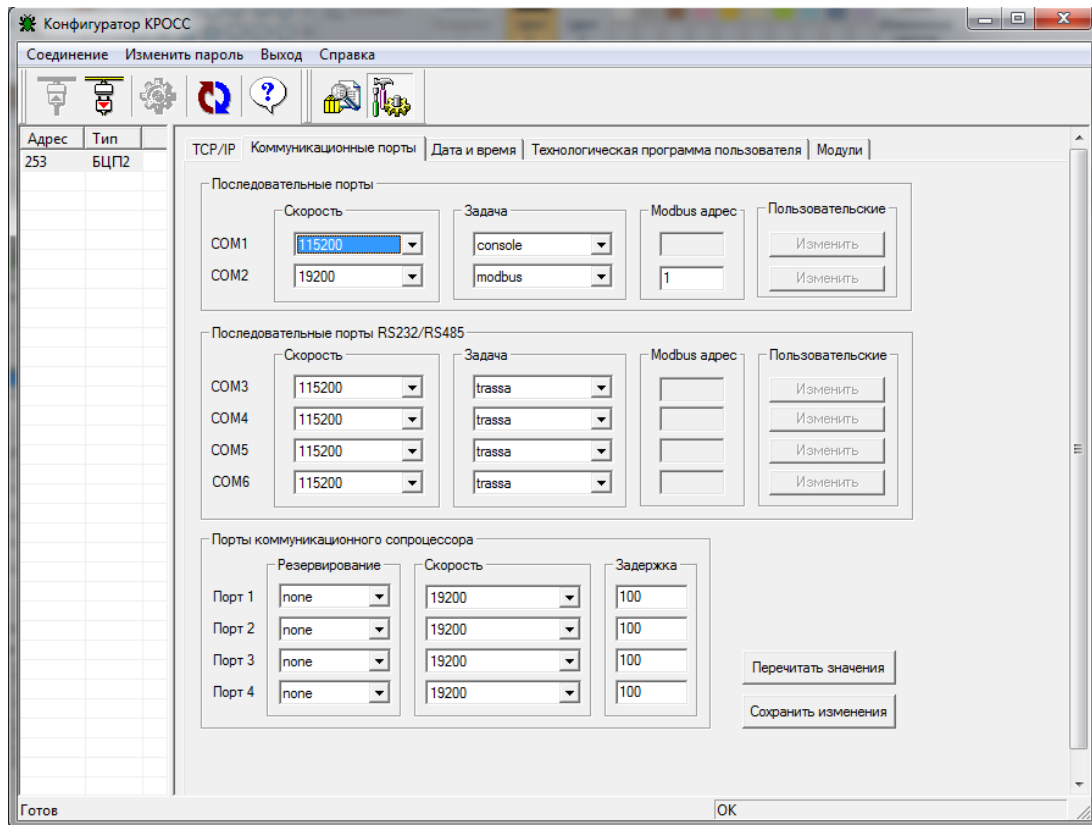 Конфигуратор КРОСС
Соединение Изменить пароль Выход Справка
Адрес Тип
253 БЦП2
TCP/IP Коммуникационные порты Дата и время Технологическая программа пользователя Модули
Последовательные порты
Скорость Задача Modbus адрес Пользовательские
COM1 115200 console Изменить
COM2 19200 modbus 1 Изменить
Последовательные порты RS232/RS485
Скорость Задача Modbus адрес Пользовательские
COM3 115200 trassa Изменить
COM4 115200 trassa Изменить
COM5 115200 trassa Изменить
COM6 115200 trassa Изменить
Порты коммуникационного сопроцессора
Резервирование Скорость Задержка
Порт 1 none 19200 100
Порт 2 none 19200 100
Порт 3 none 19200 100
Порт 4 none 19200 100
Перечитать значения
Сохранить изменения
Готов OK